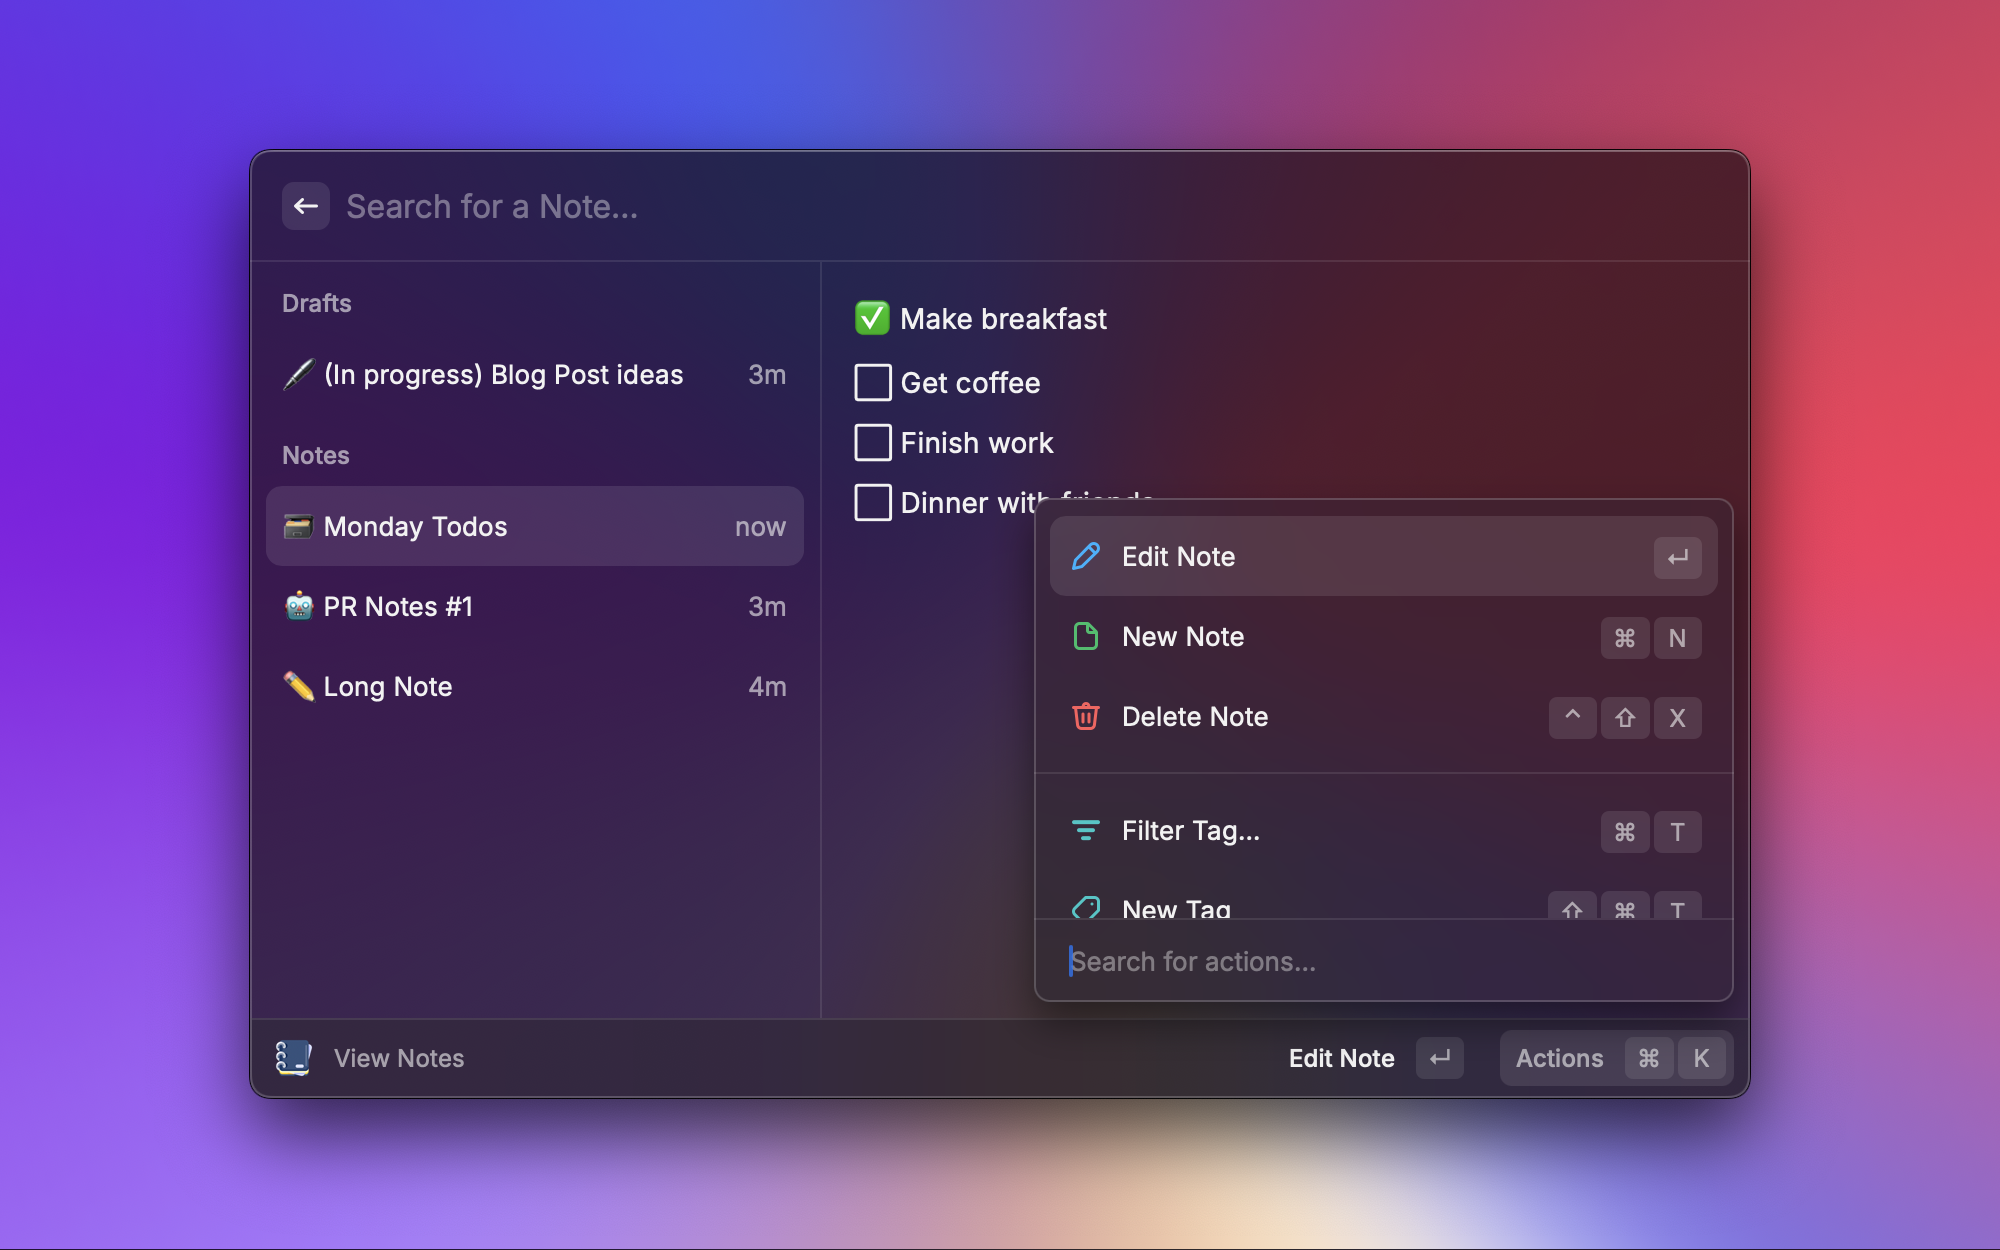 Search for a Note...
Drafts
(In progress) Blog Post ideas 3m
Notes
Monday Todos now
PR Notes #1 3m
Long Note 4m
Make breakfast
Get coffee
Finish work
Dinner with friends
Edit Note ↵
New Note ⌘ N
Delete Note ^ ⇧ X
Filter Tag... ⌘ T
New Tag ⇧ ⌘ T
Search for actions...
View Notes
Edit Note ↵
Actions ⌘ K